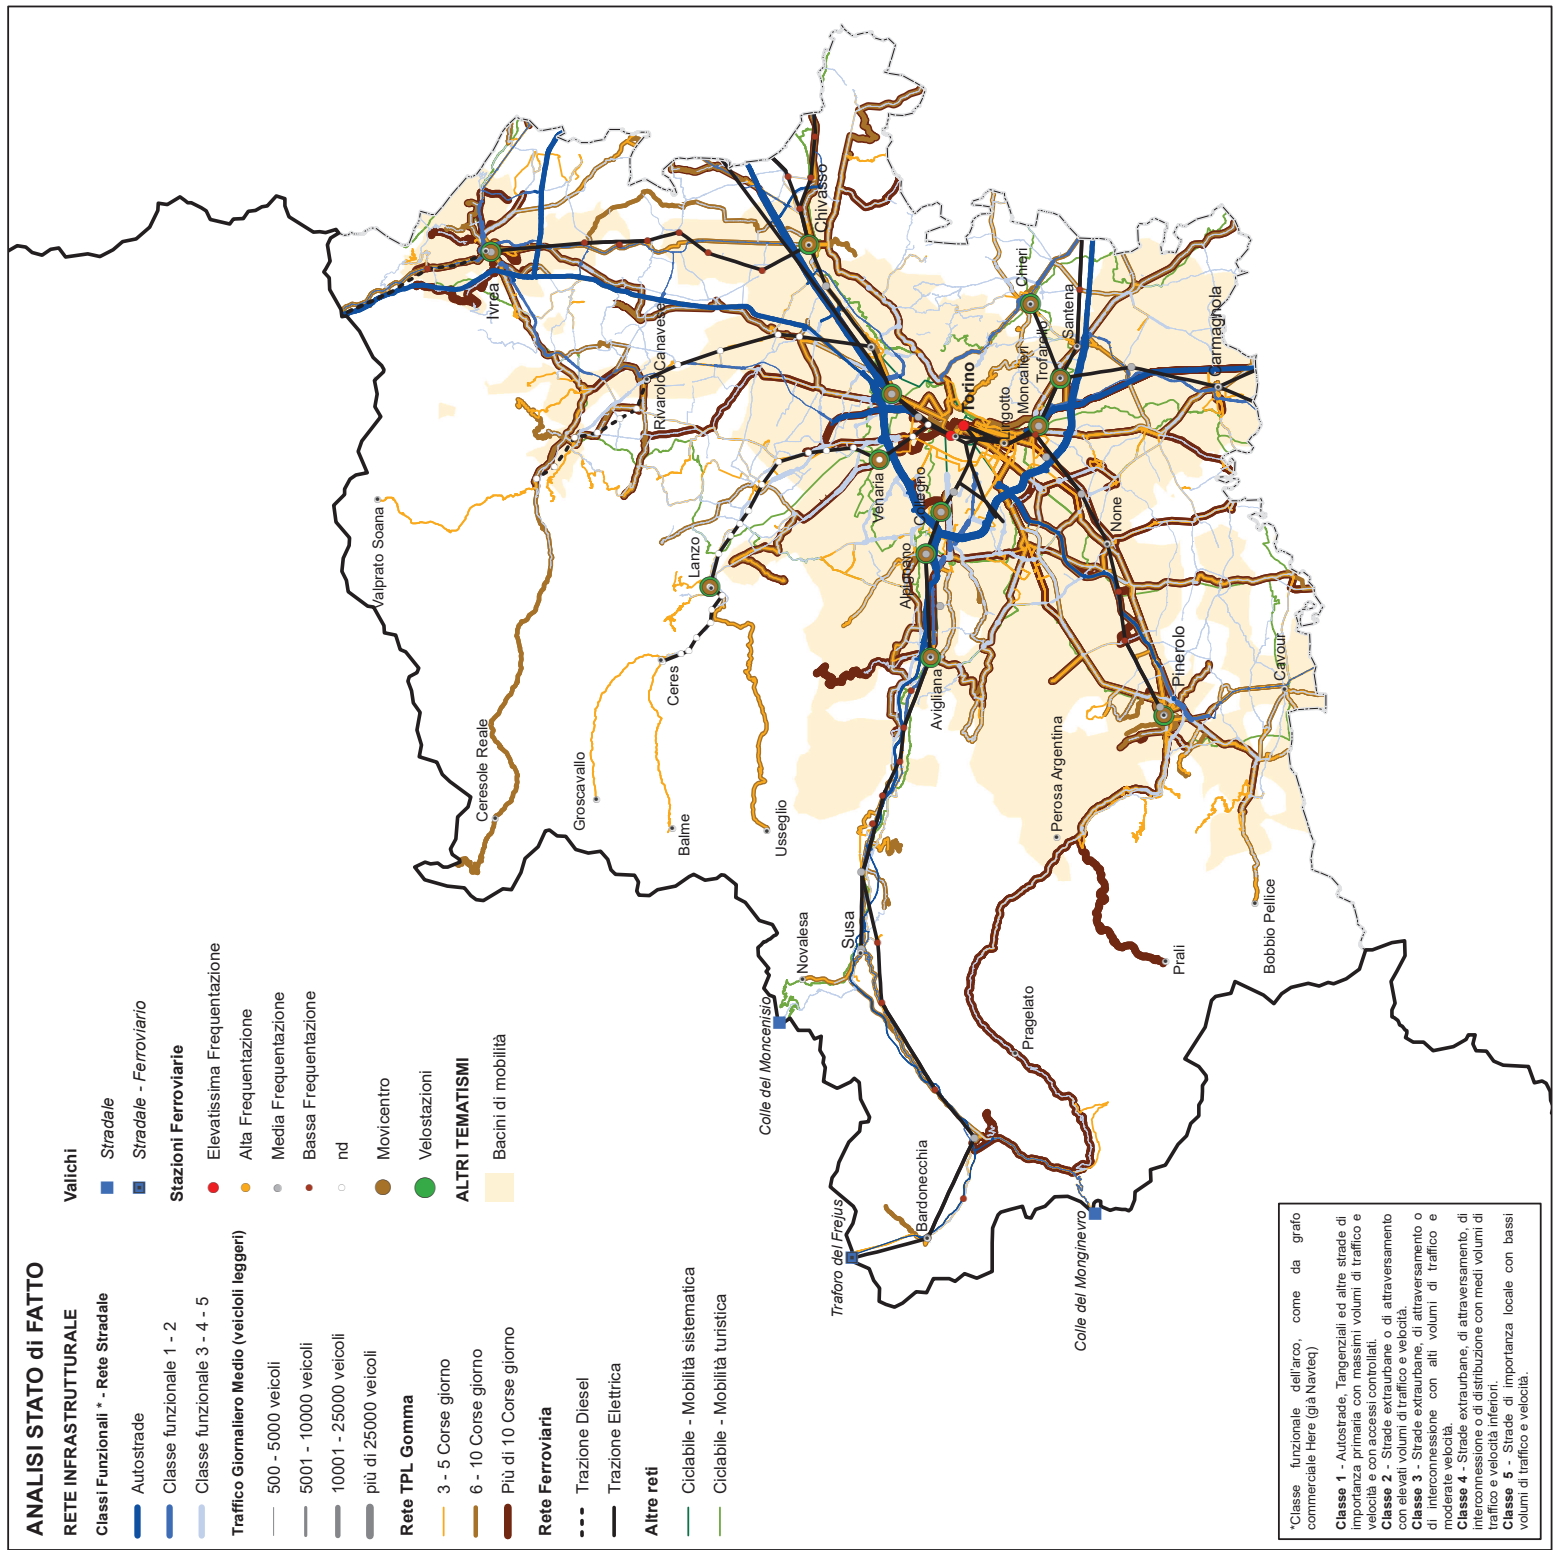 ANALISI STATO di FATTO
RETE INFRASTRUTTURALE
Classi Funzionali * - Rete Stradale
Autostrade
Classe funzionale 1 - 2
Classe funzionale 3 - 4 - 5
Traffico Giornaliero Medio (veicloli leggeri)
500 - 5000 veicoli
5001 - 10000 veicoli
10001 - 25000 veicoli
più di 25000 veicoli
Rete TPL Gomma
3 - 5 Corse giorno
6 - 10 Corse giorno
Più di 10 Corse giorno
Rete Ferroviaria
Trazione Diesel
Trazione Elettrica
Altre reti
Ciclabile - Mobilità sistematica
Ciclabile - Mobilità turistica
Valichi
Stradale
Stradale - Ferroviario
Stazioni Ferroviarie
Elevatissima Frequentazione
Alta Frequentazione
Media Frequentazione
Bassa Frequentazione
nd
Movicentro
Velostazioni
ALTRI TEMATISMI
Bacini di mobilità
*Classe funzionale dell'arco, come da grafo
commerciale Here (già Navteq)
Classe 1 - Autostrade, Tangenziali ed altre strade di
importanza primaria con massimi volumi di traffico e
velocità e con accessi controllati.
Classe 2 - Strade extraurbane o di attraversamento
con elevati volumi di traffico e velocità.
Classe 3 - Strade extraurbane, di attraversamento o
di interconnessione con alti volumi di traffico e
moderate velocità.
Classe 4 - Strade extraurbane, di attraversamento, di
interconnessione o di distribuzione con medi volumi di
traffico e velocità inferiori.
Classe 5 - Strade di importanza locale con bassi
volumi di traffico e velocità.
Ivrea
Chivasso
Rivarolo Canavese
Valprato Soana
Ceresole Reale
Lanzo
Ceres
Groscavallo
Balme
Usseglio
Venaria
Collegno
Alpignano
Avigliana
Torino
Lingotto
Moncalieri
Trofarello
Chieri
Santena
Carmagnola
None
Pinerolo
Cavour
Perosa Argentina
Bobbio Pellice
Prali
Pragelato
Susa
Novalesa
Colle del Moncenisio
Bardonecchia
Traforo del Frejus
Colle del Monginevro